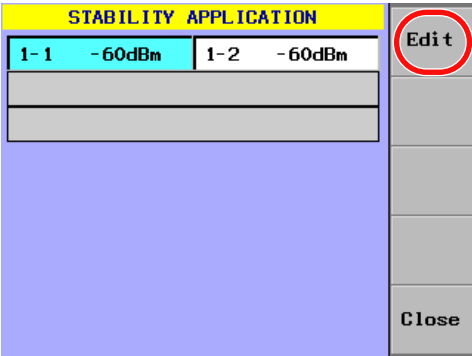 STABILITY APPLICATION
Edit
1-1 -60dBm 1-2 -60dBm
Close